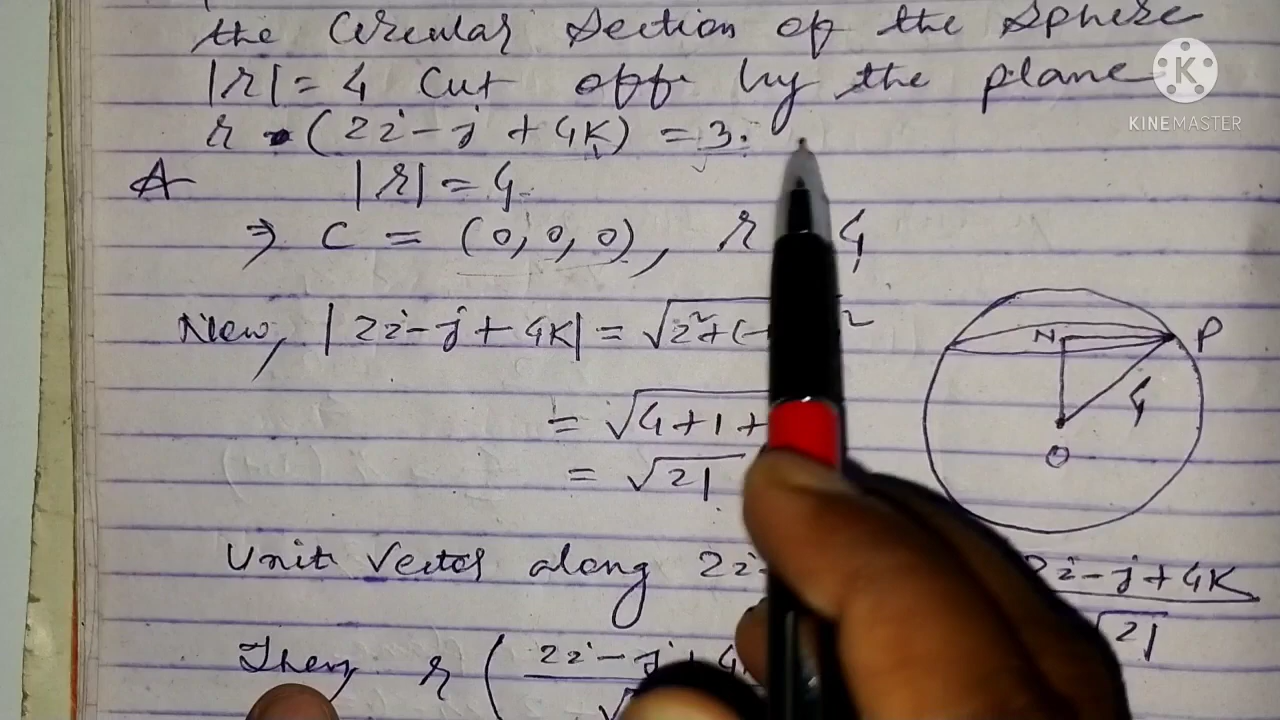 the Circular Section of the Sphere
|r| = 4 Cut off by the plane
r · (2i - j + 4k) = 3.
A |r| = 4
⇒ C = (0, 0, 0), r 4
Now, |2i - j + 4k| = √2² + (- ²
= √4 + 1 +
= √21
N
P
4
O
Unit Vector along 2i 2i - j + 4k
√21
Then r ( 2i - j + 4
K
KINEMASTER